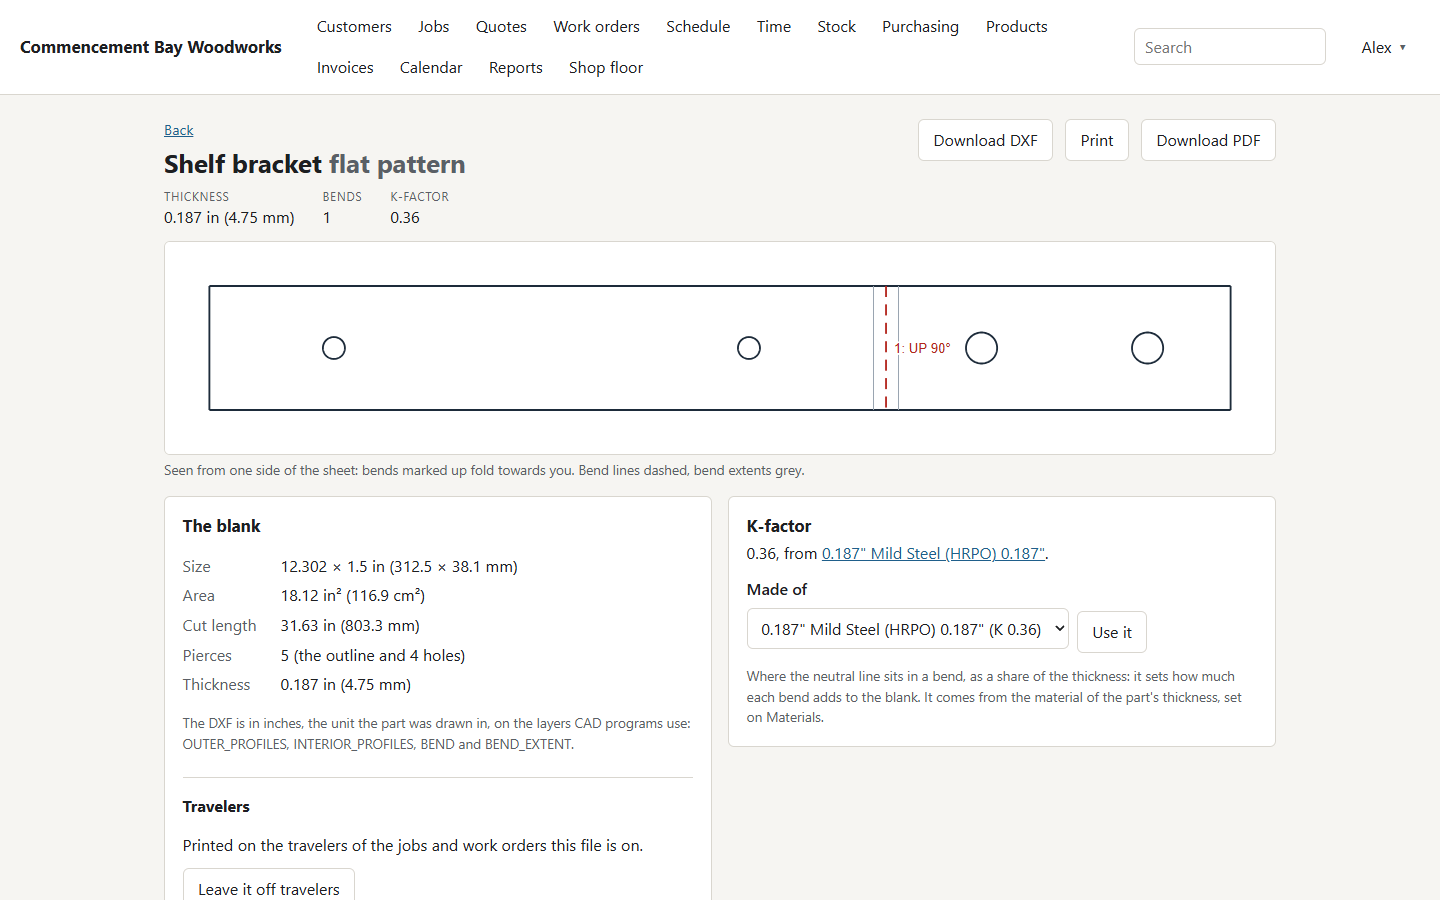 Commencement Bay Woodworks
Customers Jobs Quotes Work orders Schedule Time Stock Purchasing Products
Invoices Calendar Reports Shop floor
Search
Alex ▾
Back
Download DXF Print Download PDF
Shelf bracket flat pattern
THICKNESS BENDS K-FACTOR
0.187 in (4.75 mm) 1 0.36
1: UP 90°
Seen from one side of the sheet: bends marked up fold towards you. Bend lines dashed, bend extents grey.
The blank
Size 12.302 × 1.5 in (312.5 × 38.1 mm)
Area 18.12 in² (116.9 cm²)
Cut length 31.63 in (803.3 mm)
Pierces 5 (the outline and 4 holes)
Thickness 0.187 in (4.75 mm)
The DXF is in inches, the unit the part was drawn in, on the layers CAD programs use:
OUTER_PROFILES, INTERIOR_PROFILES, BEND and BEND_EXTENT.
Travelers
Printed on the travelers of the jobs and work orders this file is on.
Leave it off travelers
K-factor
0.36, from 0.187" Mild Steel (HRPO) 0.187".
Made of
0.187" Mild Steel (HRPO) 0.187" (K 0.36) Use it
Where the neutral line sits in a bend, as a share of the thickness: it sets how much
each bend adds to the blank. It comes from the material of the part's thickness, set
on Materials.